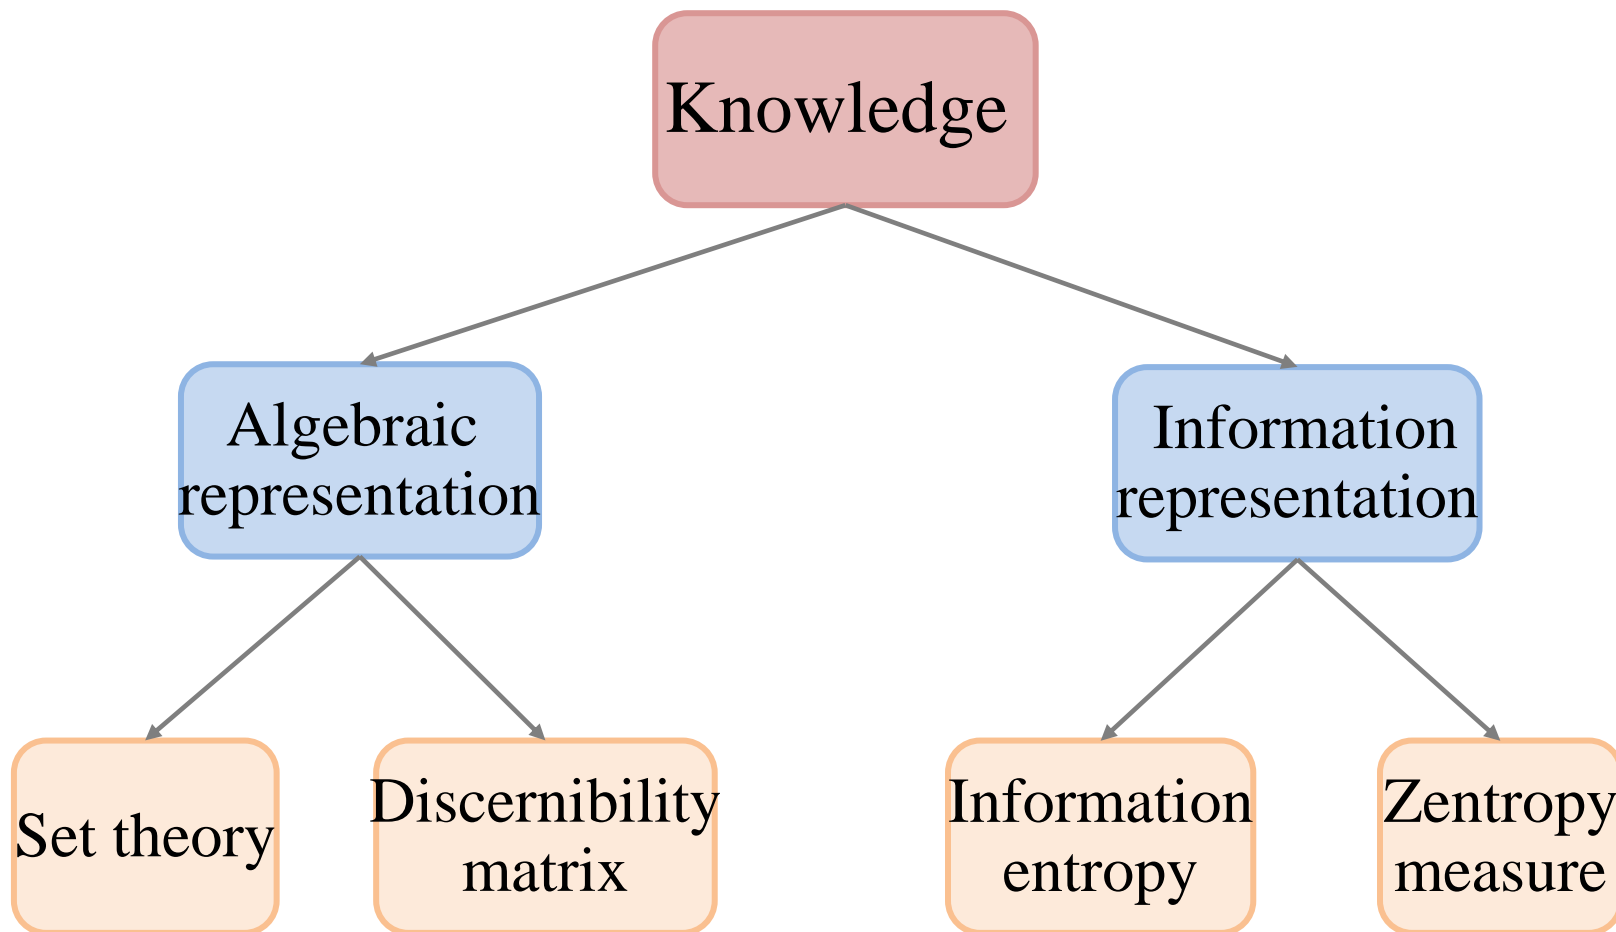 Knowledge
Algebraic
representation
Information
representation
Set theory
Discernibility
matrix
Information
entropy
Zentropy
measure